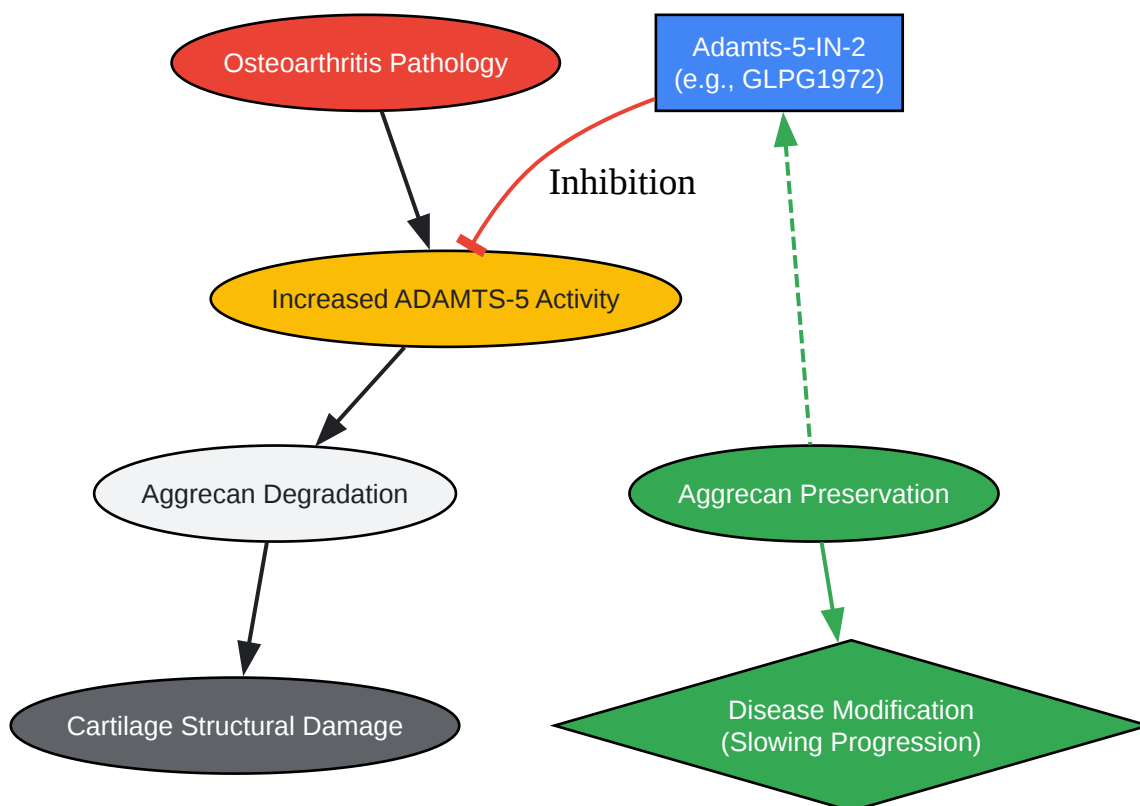 Osteoarthritis Pathology
Adamts-5-IN-2
(e.g., GLPG1972)
Inhibition
Increased ADAMTS-5 Activity
Aggrecan Degradation
Aggrecan Preservation
Cartilage Structural Damage
Disease Modification
(Slowing Progression)